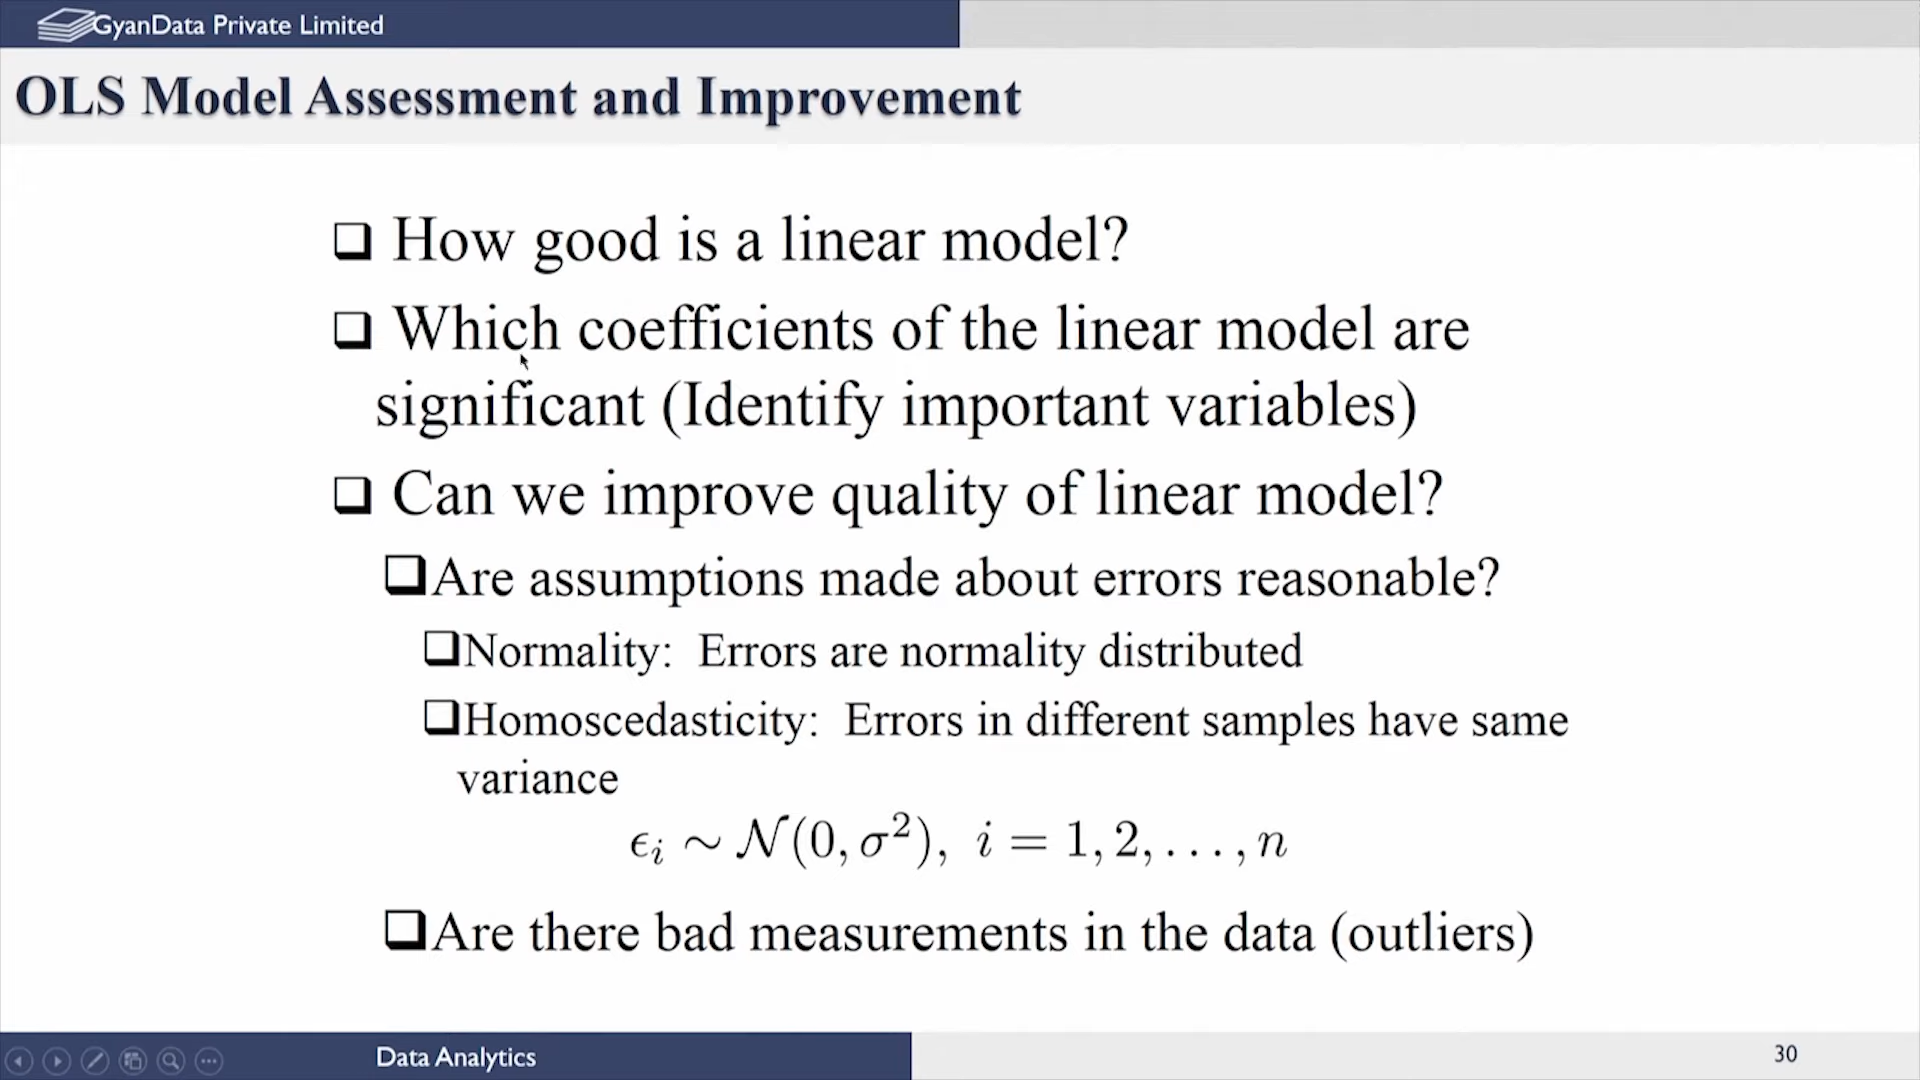 GyanData Private Limited
OLS Model Assessment and Improvement
❑ How good is a linear model?
❑ Which coefficients of the linear model are
significant (Identify important variables)
❑ Can we improve quality of linear model?
❑Are assumptions made about errors reasonable?
❑Normality: Errors are normality distributed
❑Homoscedasticity: Errors in different samples have same
variance
ϵᵢ ∼ 𝒩(0, σ²), i = 1, 2, . . . , n
❑Are there bad measurements in the data (outliers)
Data Analytics
30